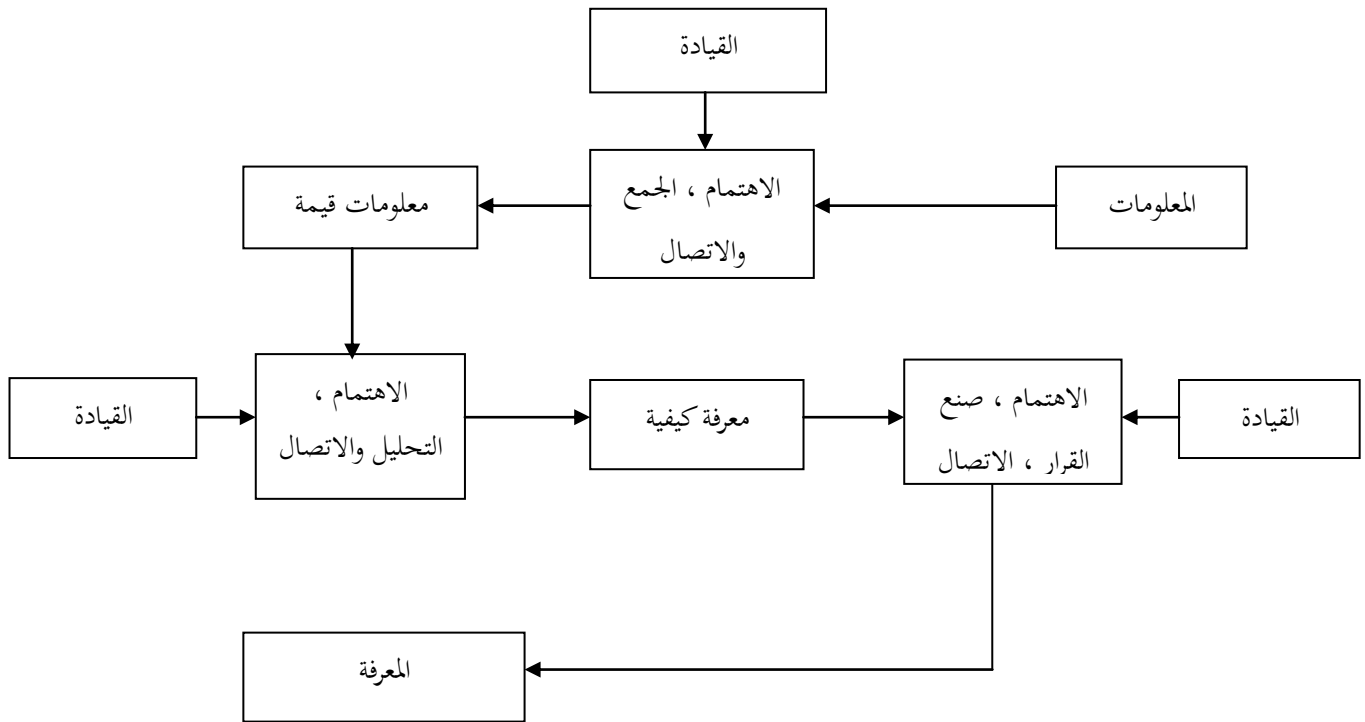 القيادة
المعلومات
الاهتمام ، الجمع
والاتصال
معلومات قيمة
القيادة
الاهتمام ،
التحليل والاتصال
معرفة كيفية
الاهتمام ، صنع
القرار ، الاتصال
القيادة
المعرفة